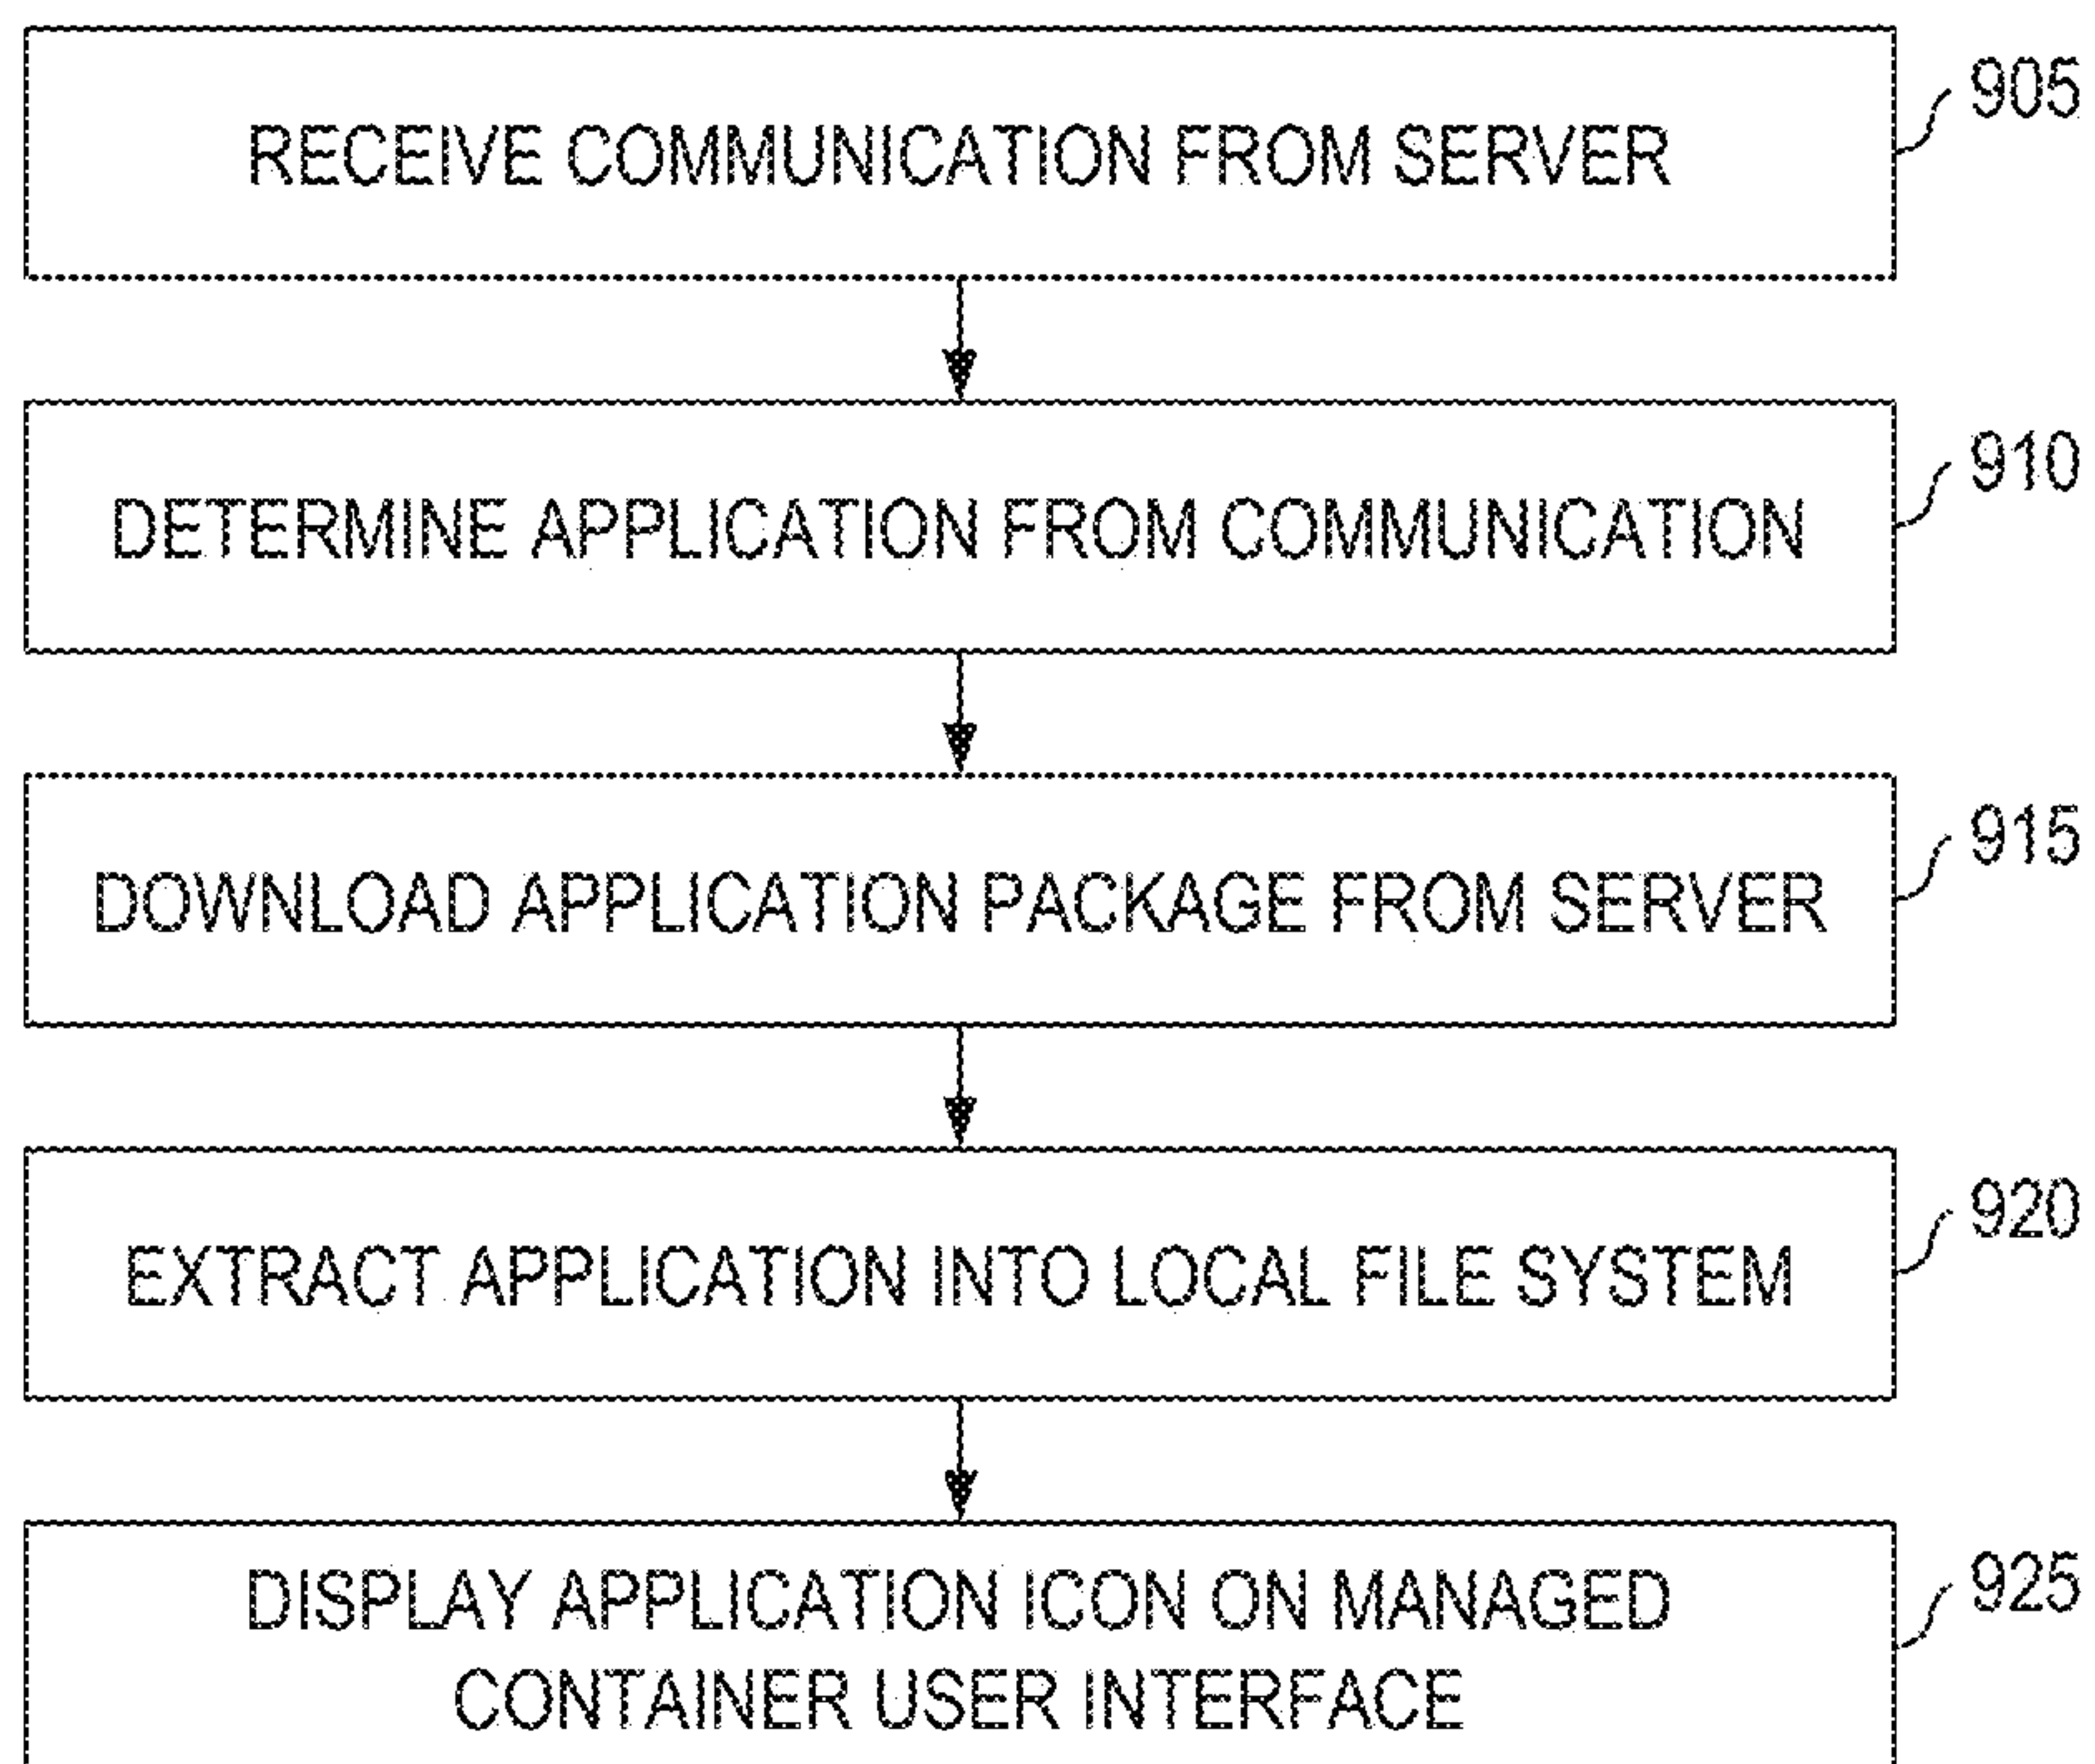 RECEIVE COMMUNICATION FROM SERVER
905
DETERMINE APPLICATION FROM COMMUNICATION
910
DOWNLOAD APPLICATION PACKAGE FROM SERVER
915
EXTRACT APPLICATION INTO LOCAL FILE SYSTEM
920
DISPLAY APPLICATION ICON ON MANAGED
CONTAINER USER INTERFACE
925